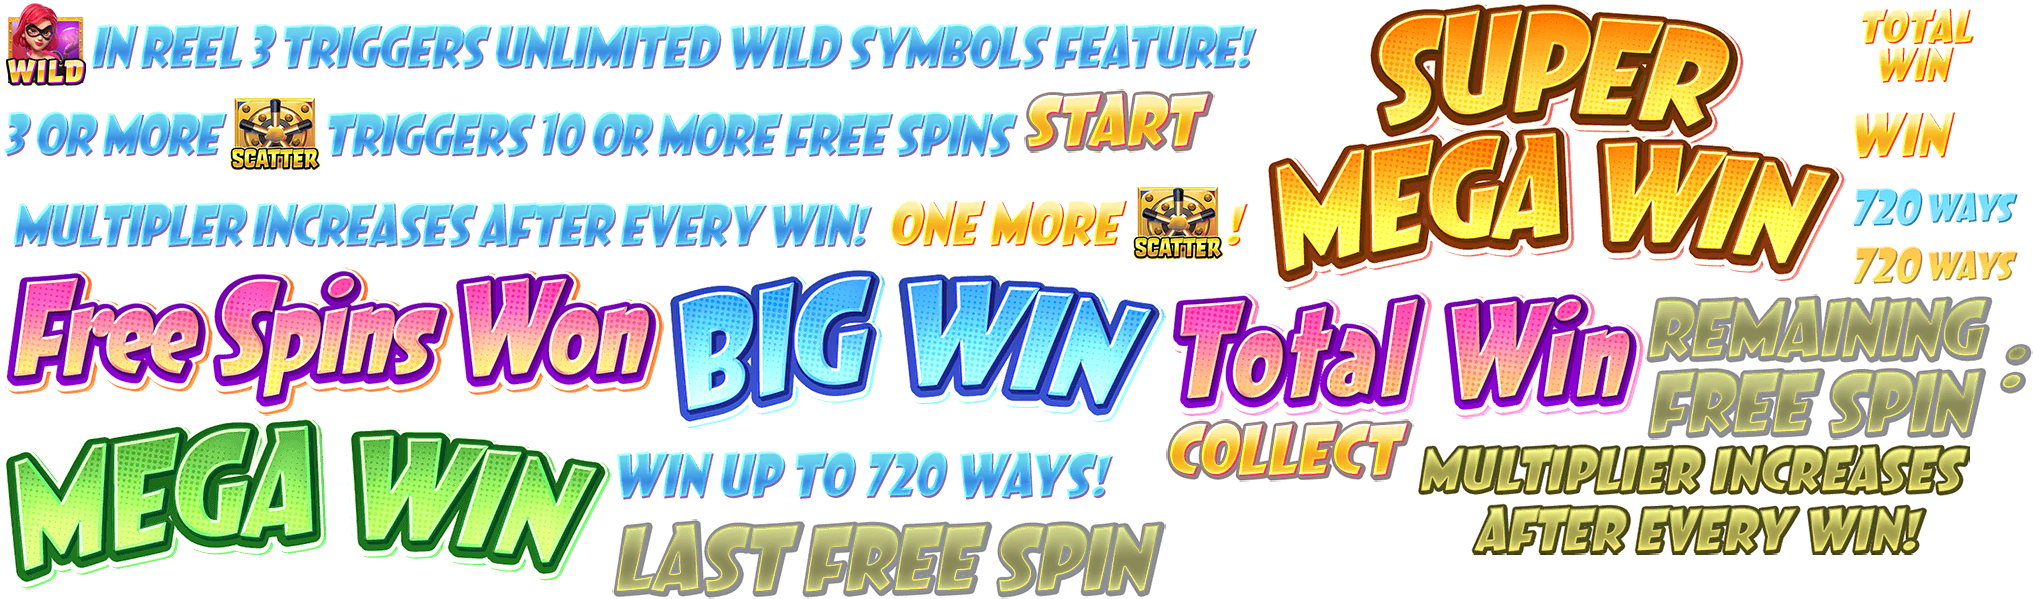 WILD IN REEL 3 TRIGGERS UNLIMITED WILD SYMBOLS FEATURE!
3 OR MORE SCATTER TRIGGERS 10 OR MORE FREE SPINS
START
MULTIPLER INCREASES AFTER EVERY WIN!
ONE MORE SCATTER !
SUPER
MEGA WIN
TOTAL
WIN
WIN
720 WAYS
720 WAYS
Free Spins Won
BIG WIN
Total Win
REMAINING
FREE SPIN :
MEGA WIN
WIN UP TO 720 WAYS!
COLLECT
LAST FREE SPIN
MULTIPLIER INCREASES
AFTER EVERY WIN!